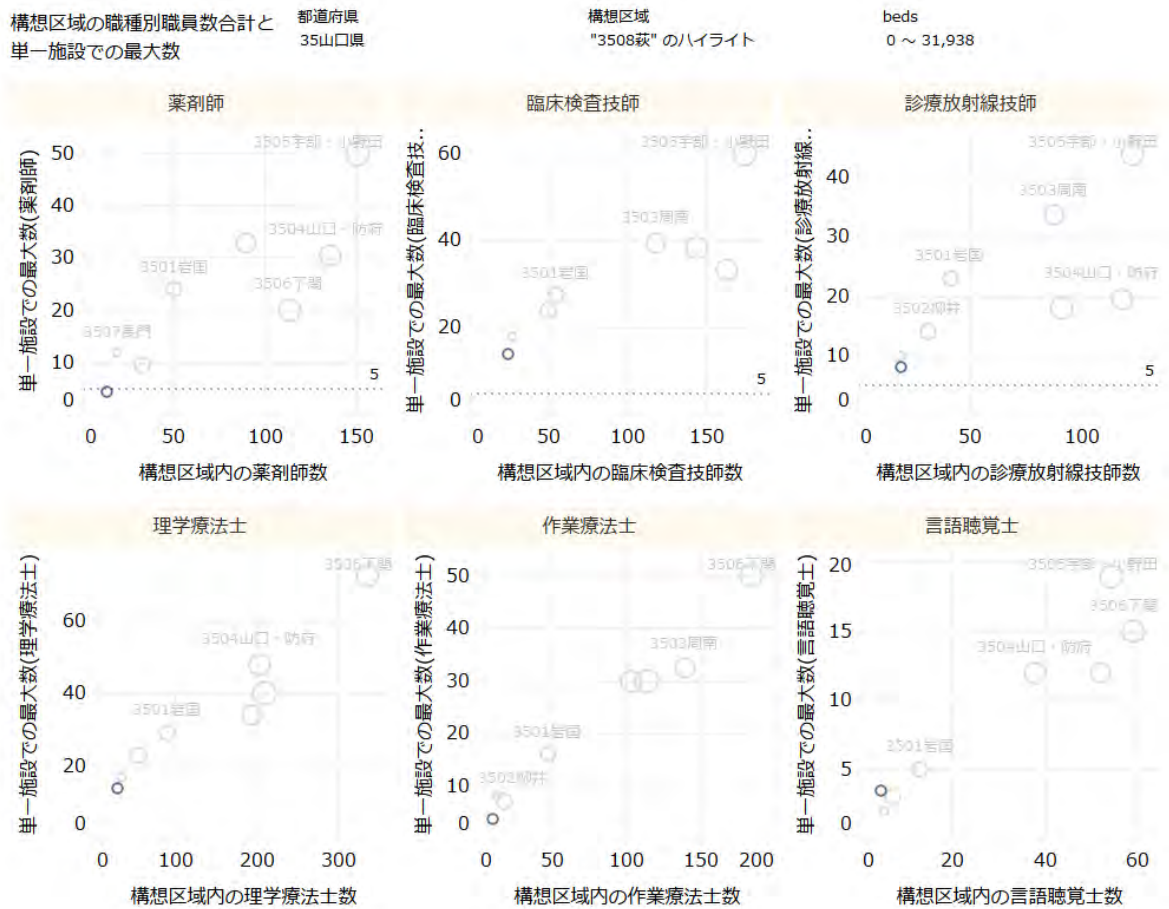 構想区域の職種別職員数合計と
単一施設での最大数
都道府県
35山口県
構想区域
"3508萩" のハイライト
beds
0 ～ 31,938
薬剤師
単一施設での最大数(薬剤師)
50
40
30
20
10
0
3505宇部・小野田
3504山口・防府
3501岩国
3506下関
3507長門
5
0 50 100 150
構想区域内の薬剤師数
臨床検査技師
単一施設での最大数(臨床検査技..
60
40
20
0
3505宇部・小野田
3503周南
3501岩国
5
0 50 100 150
構想区域内の臨床検査技師数
診療放射線技師
単一施設での最大数(診療放射線..
40
30
20
10
0
3505宇部・小野田
3503周南
3501岩国
3504山口・防府
3502柳井
5
0 50 100
構想区域内の診療放射線技師数
理学療法士
単一施設での最大数(理学療法士)
60
40
20
0
3506下関
3504山口・防府
3501岩国
0 100 200 300
構想区域内の理学療法士数
作業療法士
単一施設での最大数(作業療法士)
50
40
30
20
10
0
3506下関
3503周南
3501岩国
3502柳井
0 50 100 150 200
構想区域内の作業療法士数
言語聴覚士
単一施設での最大数(言語聴覚士)
20
15
10
5
0
3505宇部・小野田
3506下関
3504山口・防府
3501岩国
0 20 40 60
構想区域内の言語聴覚士数